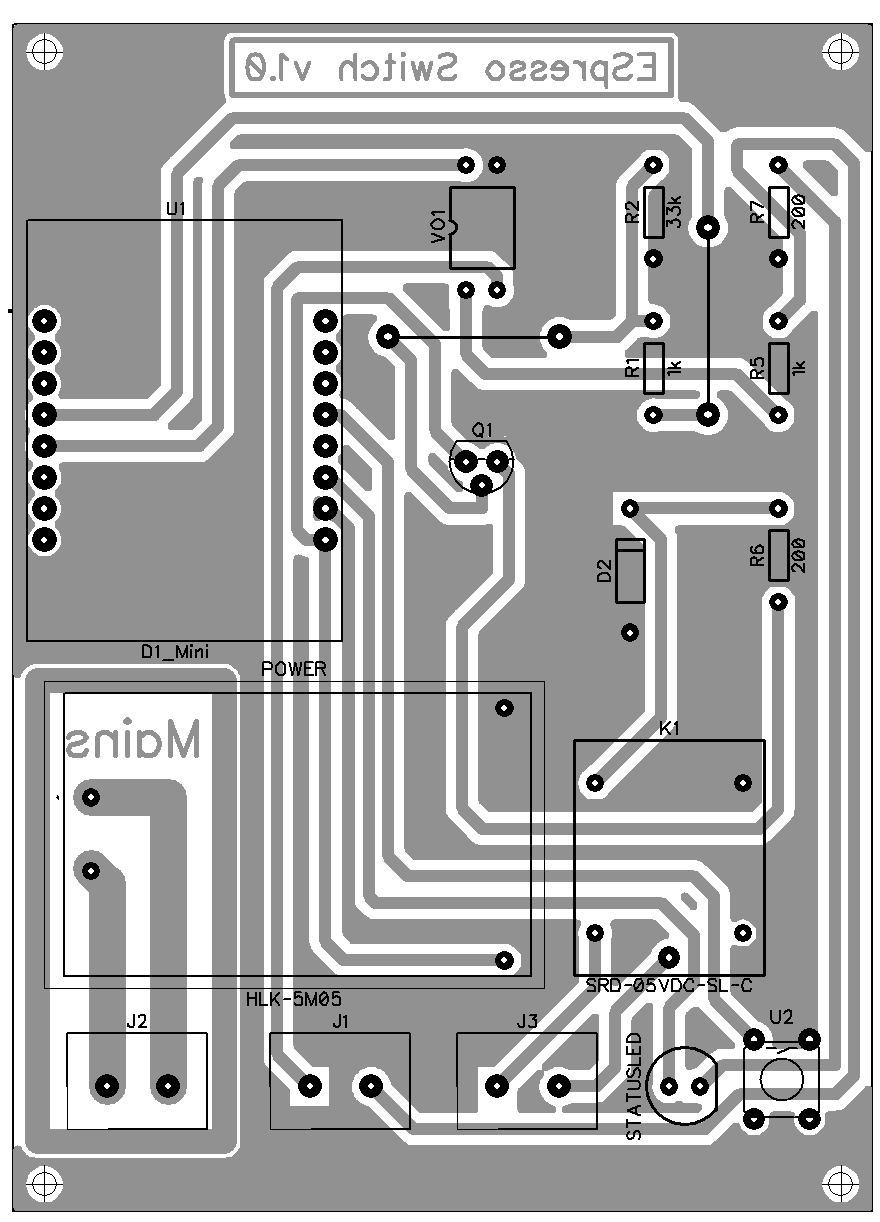 ESpresso Switch v1.0
U1
VO1
R2
33k
R7
200
R1
1k
R5
1k
Q1
D2
R6
200
D1_Mini
POWER
Mains
K1
HLK-5M05
SRD-05VDC-SL-C
J2
J1
J3
U2
STATUSLED